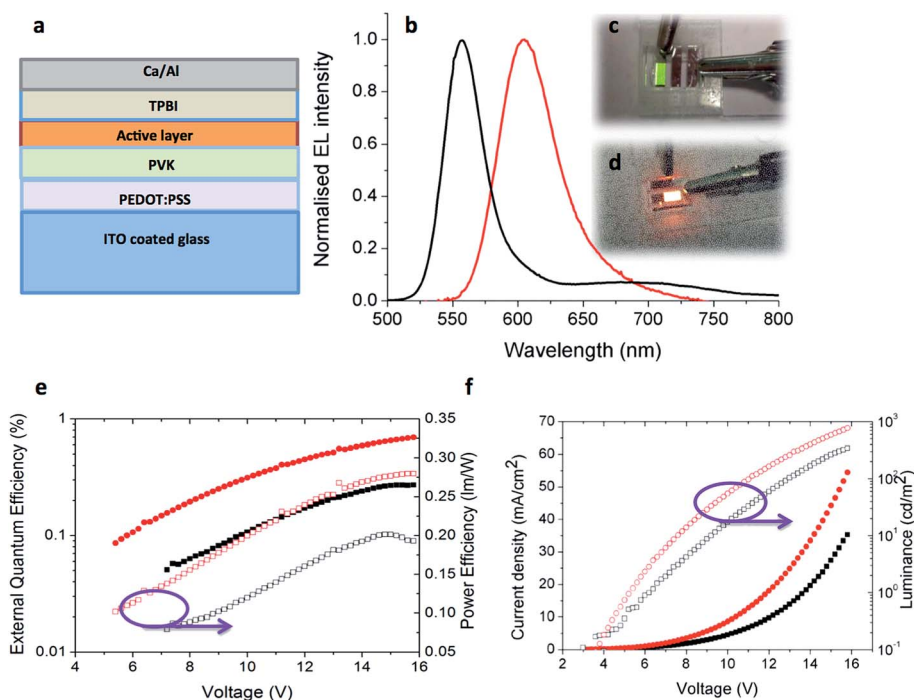 a
Ca/Al
TPBI
Active layer
PVK
PEDOT:PSS
ITO coated glass
b
Normalised EL intensity
1.0
0.8
0.6
0.4
0.2
0.0
500 550 600 650 700 750 800
Wavelength (nm)
c
d
e
External Quantum Efficiency (%)
1
0.1
0.01
4 6 8 10 12 14 16
Voltage (V)
0.35
0.30
0.25
0.20
0.15
0.10
0.05
0.00
Power Efficiency (lm/W)
f
Current density (mA/cm²)
70
60
50
40
30
20
10
0
2 4 6 8 10 12 14 16
Voltage (V)
10³
10²
10¹
10⁰
10⁻¹
Luminance (cd/m²)